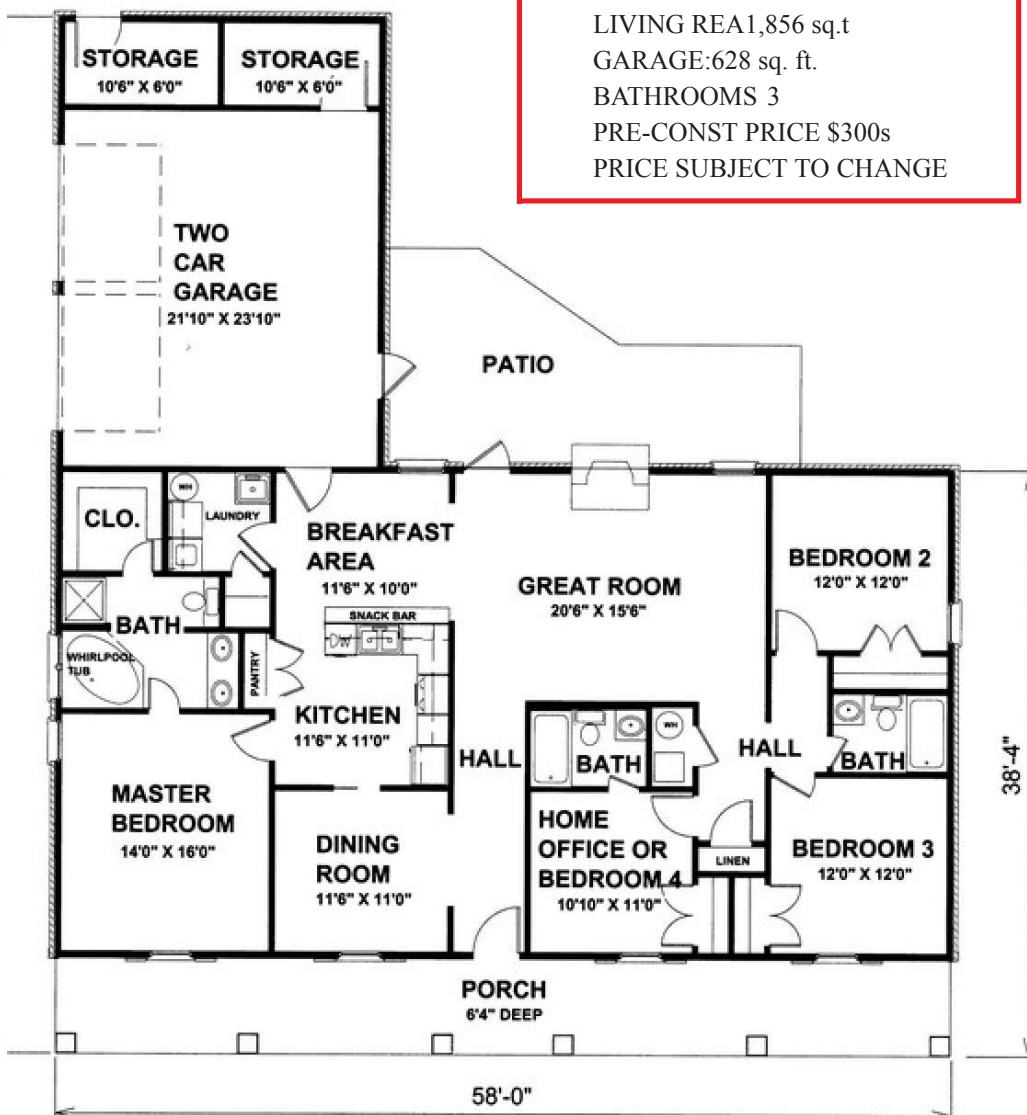 LIVING REA1,856 sq.t
GARAGE:628 sq. ft.
BATHROOMS 3
PRE-CONST PRICE $300s
PRICE SUBJECT TO CHANGE
STORAGE
10'6" X 6'0"
STORAGE
10'6" X 6'0"
TWO
CAR
GARAGE
21'10" X 23'10"
PATIO
CLO.
WH
LAUNDRY
BREAKFAST
AREA
11'6" X 10'0"
GREAT ROOM
20'6" X 15'6"
BEDROOM 2
12'0" X 12'0"
SNACK BAR
DW
BATH
WHIRLPOOL
TUB
PANTRY
KITCHEN
11'6" X 11'0"
HALL
BATH
WH
HALL
BATH
38'-4"
MASTER
BEDROOM
14'0" X 16'0"
DINING
ROOM
11'6" X 11'0"
HOME
OFFICE OR
BEDROOM 4
10'10" X 11'0"
LINEN
BEDROOM 3
12'0" X 12'0"
PORCH
6'4" DEEP
58'-0"